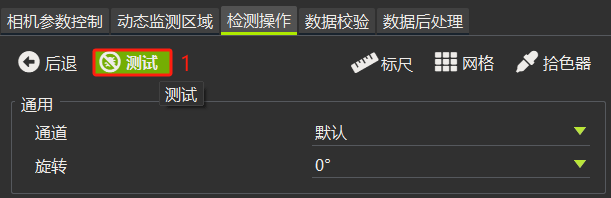 相机参数控制 动态监测区域 检测操作 数据校验 数据后处理
后退 测试 1 标尺 网格 拾色器
测试
通用
通道 默认
旋转 0°